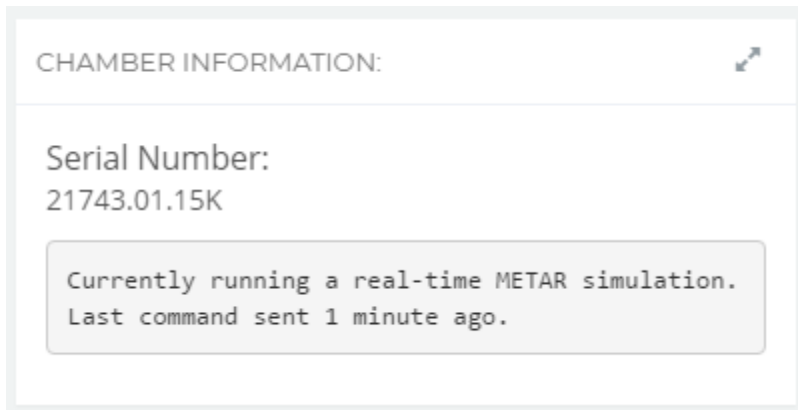 CHAMBER INFORMATION:
Serial Number:
21743.01.15K
Currently running a real-time METAR simulation.
Last command sent 1 minute ago.